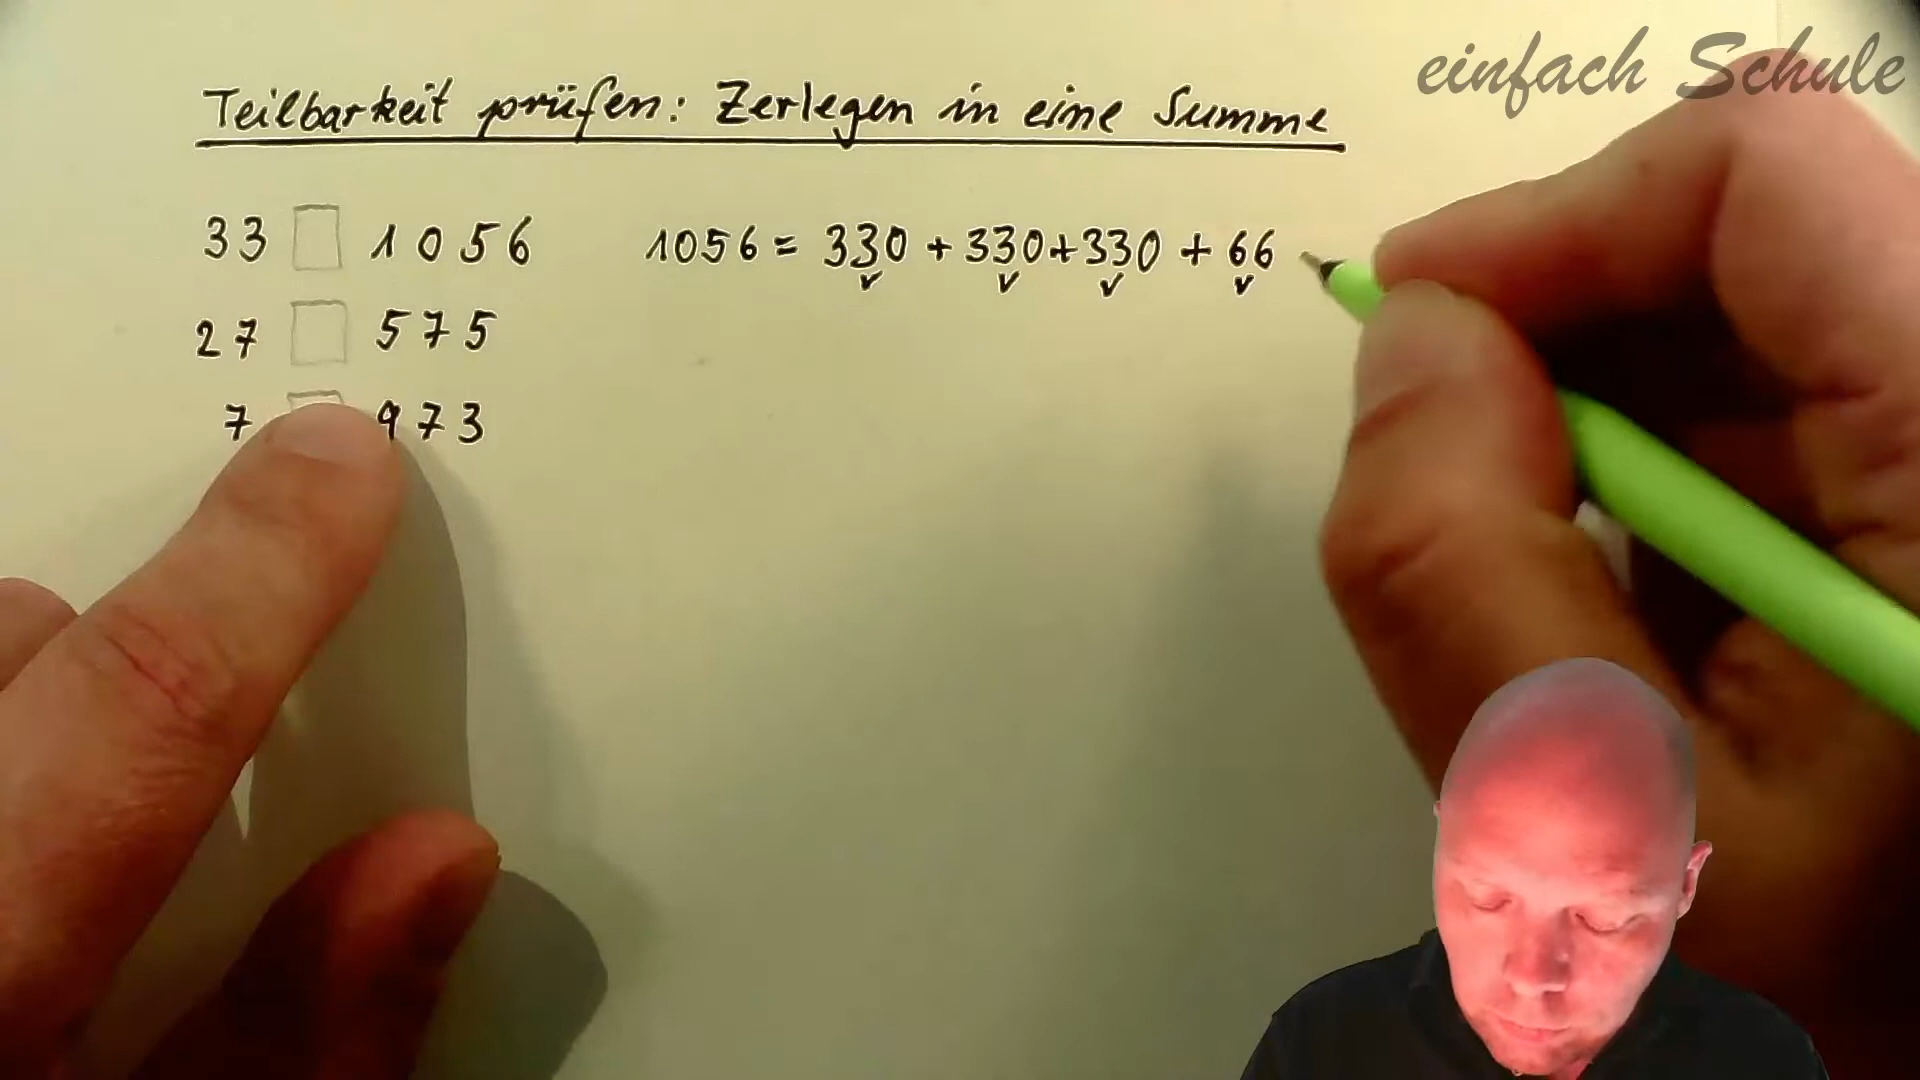 einfach Schule
Teilbarkeit prüfen: Zerlegen in eine Summe
33 1056 1056 = 330 + 330 + 330 + 66
27 575
7 973